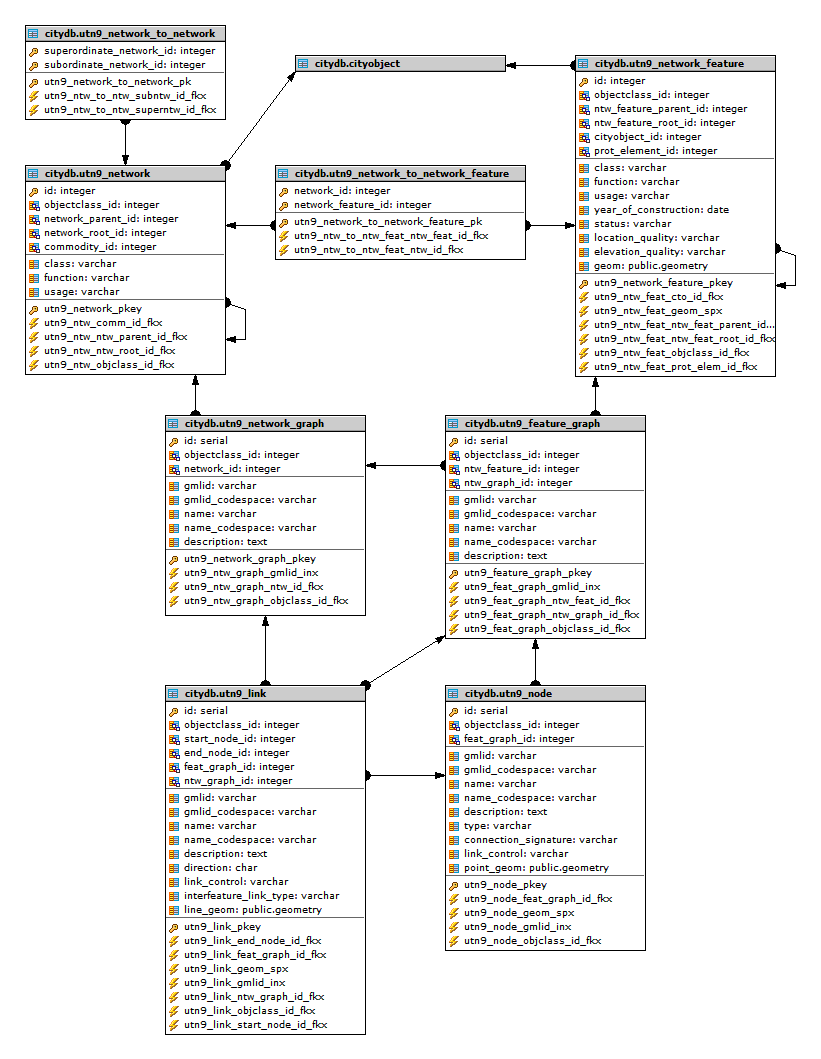 citydb.utn9_network_to_network
superordinate_network_id: integer
subordinate_network_id: integer
utn9_network_to_network_pk
utn9_ntw_to_ntw_subntw_id_fkx
utn9_ntw_to_ntw_superntw_id_fkx
citydb.cityobject
citydb.utn9_network_feature
id: integer
objectclass_id: integer
ntw_feature_parent_id: integer
ntw_feature_root_id: integer
cityobject_id: integer
prot_element_id: integer
class: varchar
function: varchar
usage: varchar
year_of_construction: date
status: varchar
location_quality: varchar
elevation_quality: varchar
geom: public.geometry
utn9_network_feature_pkey
utn9_ntw_feat_cto_id_fkx
utn9_ntw_feat_geom_spx
utn9_ntw_feat_ntw_feat_parent_id...
utn9_ntw_feat_ntw_feat_root_id_fkx
utn9_ntw_feat_objclass_id_fkx
utn9_ntw_feat_prot_elem_id_fkx
citydb.utn9_network
id: integer
objectclass_id: integer
network_parent_id: integer
network_root_id: integer
commodity_id: integer
class: varchar
function: varchar
usage: varchar
utn9_network_pkey
utn9_ntw_comm_id_fkx
utn9_ntw_ntw_parent_id_fkx
utn9_ntw_ntw_root_id_fkx
utn9_ntw_objclass_id_fkx
citydb.utn9_network_to_network_feature
network_id: integer
network_feature_id: integer
utn9_network_to_network_feature_pk
utn9_ntw_to_ntw_feat_ntw_feat_id_fkx
utn9_ntw_to_ntw_feat_ntw_id_fkx
citydb.utn9_network_graph
id: serial
objectclass_id: integer
network_id: integer
gmlid: varchar
gmlid_codespace: varchar
name: varchar
name_codespace: varchar
description: text
utn9_network_graph_pkey
utn9_ntw_graph_gmlid_inx
utn9_ntw_graph_ntw_id_fkx
utn9_ntw_graph_objclass_id_fkx
citydb.utn9_feature_graph
id: serial
objectclass_id: integer
ntw_feature_id: integer
ntw_graph_id: integer
gmlid: varchar
gmlid_codespace: varchar
name: varchar
name_codespace: varchar
description: text
utn9_feature_graph_pkey
utn9_feat_graph_gmlid_inx
utn9_feat_graph_ntw_feat_id_fkx
utn9_feat_graph_ntw_graph_id_fkx
utn9_feat_graph_objclass_id_fkx
citydb.utn9_link
id: serial
objectclass_id: integer
start_node_id: integer
end_node_id: integer
feat_graph_id: integer
ntw_graph_id: integer
gmlid: varchar
gmlid_codespace: varchar
name: varchar
name_codespace: varchar
description: text
direction: char
link_control: varchar
interfeature_link_type: varchar
line_geom: public.geometry
utn9_link_pkey
utn9_link_end_node_id_fkx
utn9_link_feat_graph_id_fkx
utn9_link_geom_spx
utn9_link_gmlid_inx
utn9_link_ntw_graph_id_fkx
utn9_link_objclass_id_fkx
utn9_link_start_node_id_fkx
citydb.utn9_node
id: serial
objectclass_id: integer
feat_graph_id: integer
gmlid: varchar
gmlid_codespace: varchar
name: varchar
name_codespace: varchar
description: text
type: varchar
connection_signature: varchar
link_control: varchar
point_geom: public.geometry
utn9_node_pkey
utn9_node_feat_graph_id_fkx
utn9_node_geom_spx
utn9_node_gmlid_inx
utn9_node_objclass_id_fkx